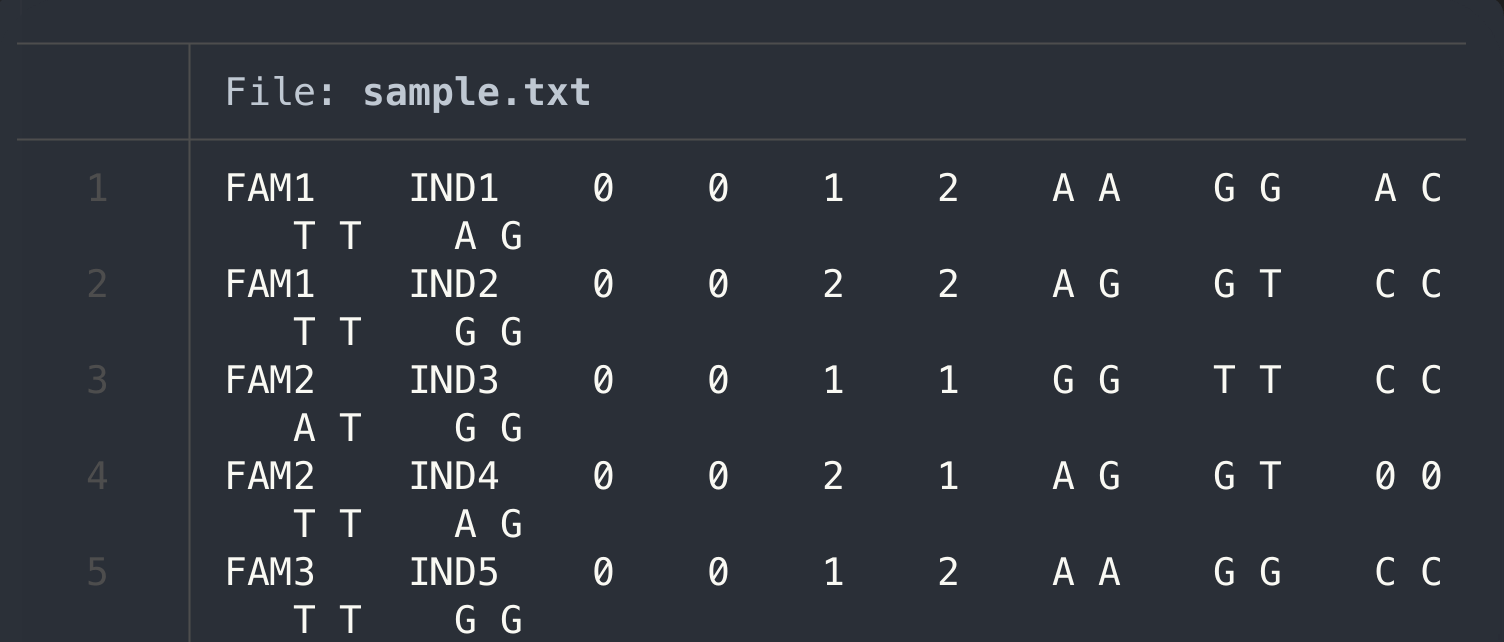 File: sample.txt
1 FAM1 IND1 0 0 1 2 A A G G A C
T T A G
2 FAM1 IND2 0 0 2 2 A G G T C C
T T G G
3 FAM2 IND3 0 0 1 1 G G T T C C
A T G G
4 FAM2 IND4 0 0 2 1 A G G T 0 0
T T A G
5 FAM3 IND5 0 0 1 2 A A G G C C
T T G G